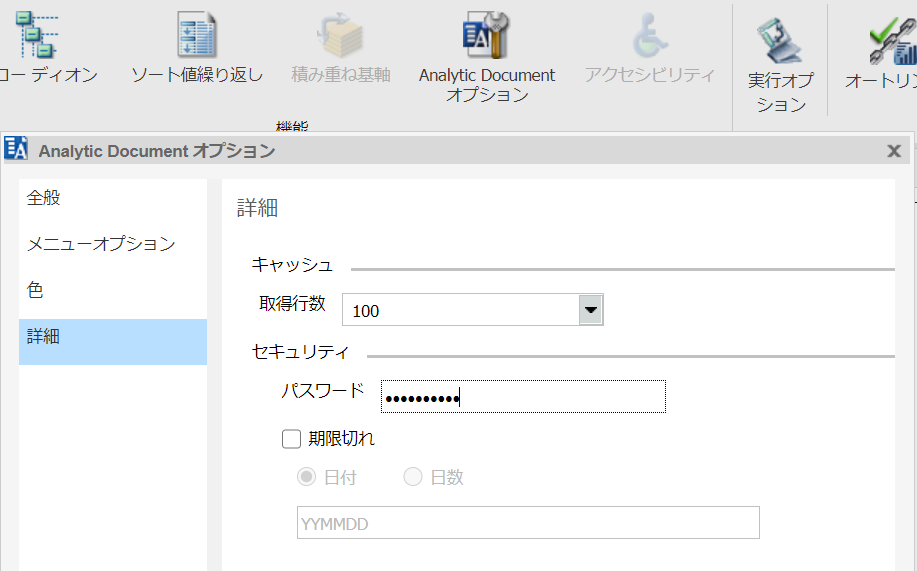 コーディオン
ソート値繰り返し
積み重ね基軸
Analytic Document
オプション
アクセシビリティ
実行オプ
ション
オートリン
機能
Analytic Document オプション
全般
メニューオプション
色
詳細
詳細
キャッシュ
取得行数
100
セキュリティ
パスワード
••••••••••
期限切れ
日付
日数
YYMMDD